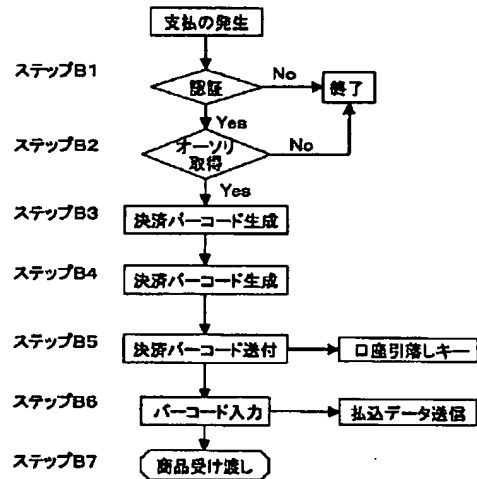 支払の発生
ステップB1
認証
No
終了
Yes
ステップB2
オーソリ
取得
No
Yes
ステップB3
決済バーコード生成
ステップB4
決済バーコード生成
ステップB5
決済バーコード送付
口座引落しキー
ステップB6
バーコード入力
払込データ送信
ステップB7
商品受け渡し